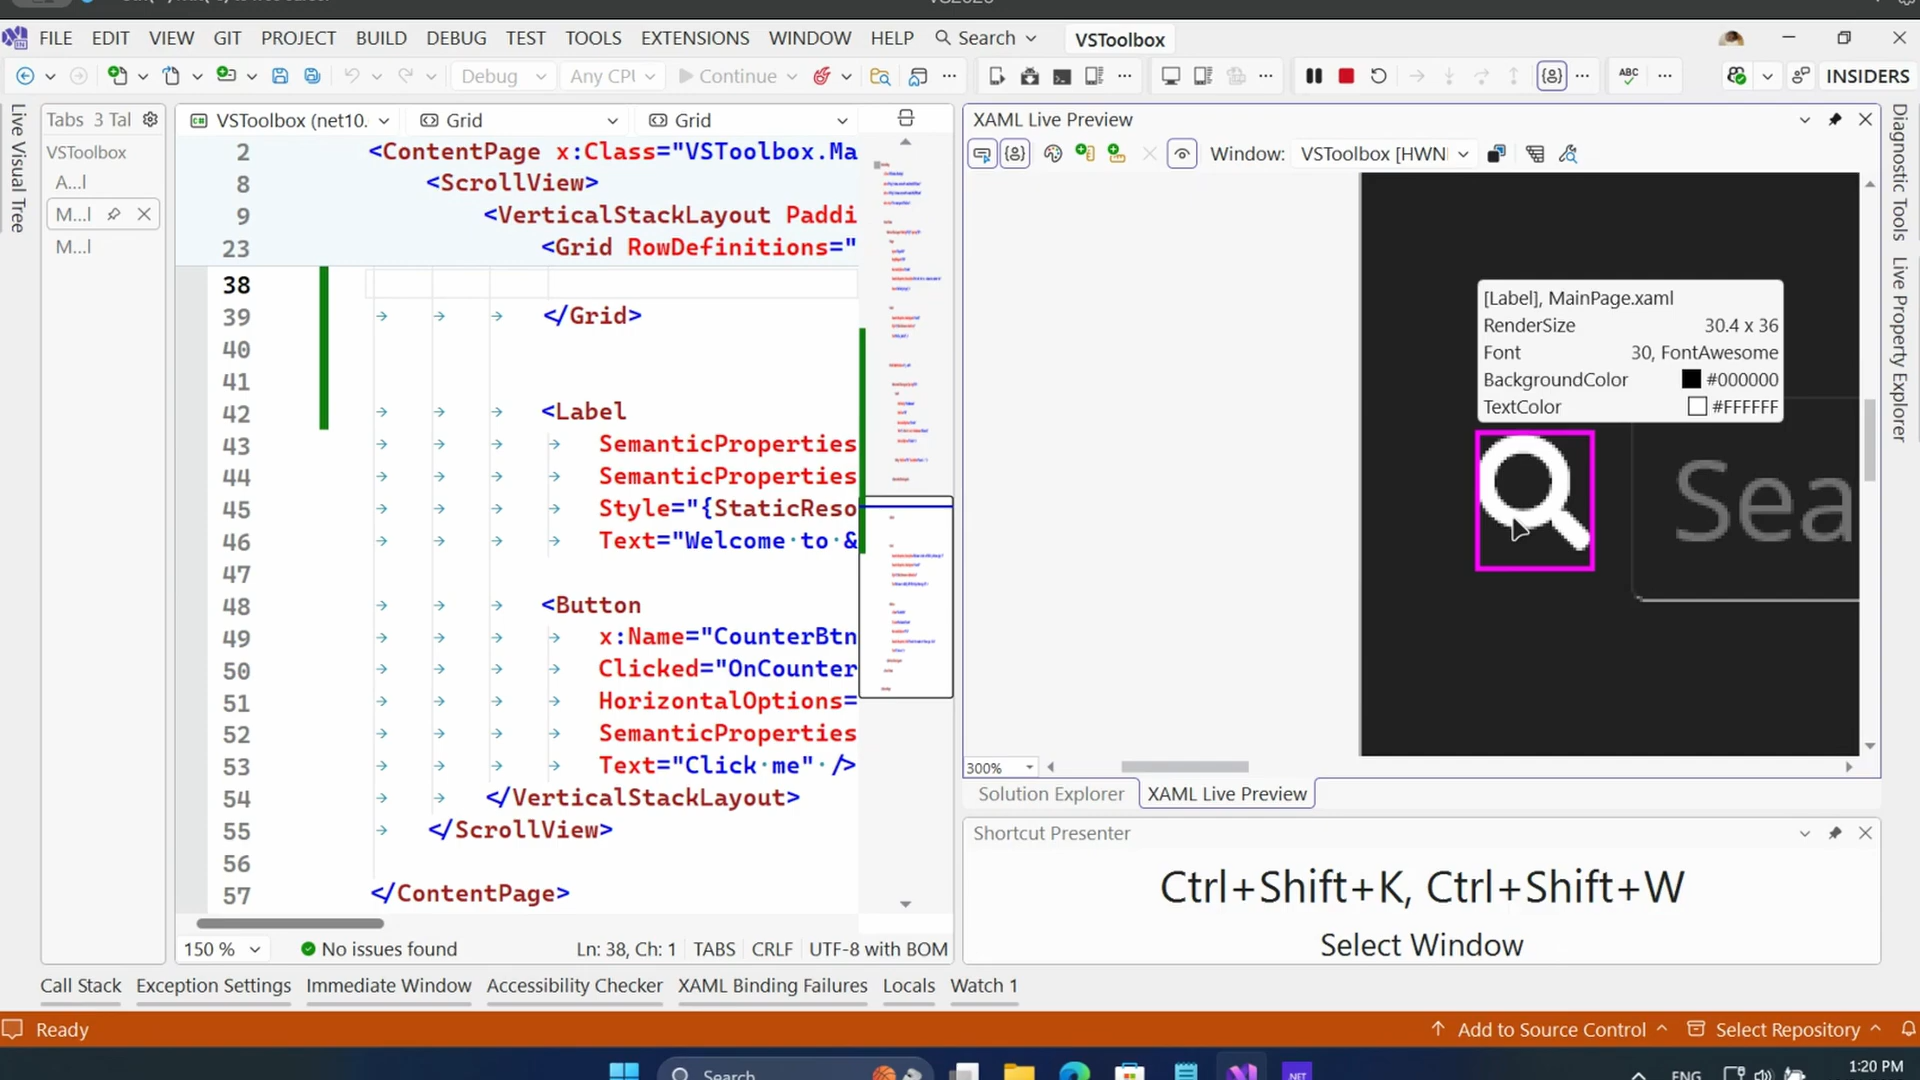 FILE EDIT VIEW GIT PROJECT BUILD DEBUG TEST TOOLS EXTENSIONS WINDOW HELP Search VSToolbox
Debug Any CPU Continue ABC INSIDERS
Live Visual Tree
Tabs 3 Tal
VSToolbox
A...l
M...l
M...l
VSToolbox (net10. Grid Grid
2 <ContentPage x:Class="VSToolbox.Ma
8 <ScrollView>
9 <VerticalStackLayout Paddi
23 <Grid RowDefinitions="
38
39 </Grid>
40
41
42 <Label
43 SemanticProperties
44 SemanticProperties
45 Style="{StaticReso
46 Text="Welcome·to·&
47
48 <Button
49 x:Name="CounterBtn
50 Clicked="OnCounter
51 HorizontalOptions=
52 SemanticProperties
53 Text="Click·me"·/>
54 </VerticalStackLayout>
55 </ScrollView>
56
57 </ContentPage>
150 % No issues found Ln: 38, Ch: 1 TABS CRLF UTF-8 with BOM
XAML Live Preview
Window: VSToolbox [HWN
[Label], MainPage.xaml
RenderSize 30.4 x 36
Font 30, FontAwesome
BackgroundColor #000000
TextColor #FFFFFF
Sea
300%
Solution Explorer XAML Live Preview
Shortcut Presenter
Ctrl+Shift+K, Ctrl+Shift+W
Select Window
Diagnostic Tools
Live Property Explorer
Call Stack Exception Settings Immediate Window Accessibility Checker XAML Binding Failures Locals Watch 1
Ready Add to Source Control Select Repository
Search .NET ENG 1:20 PM